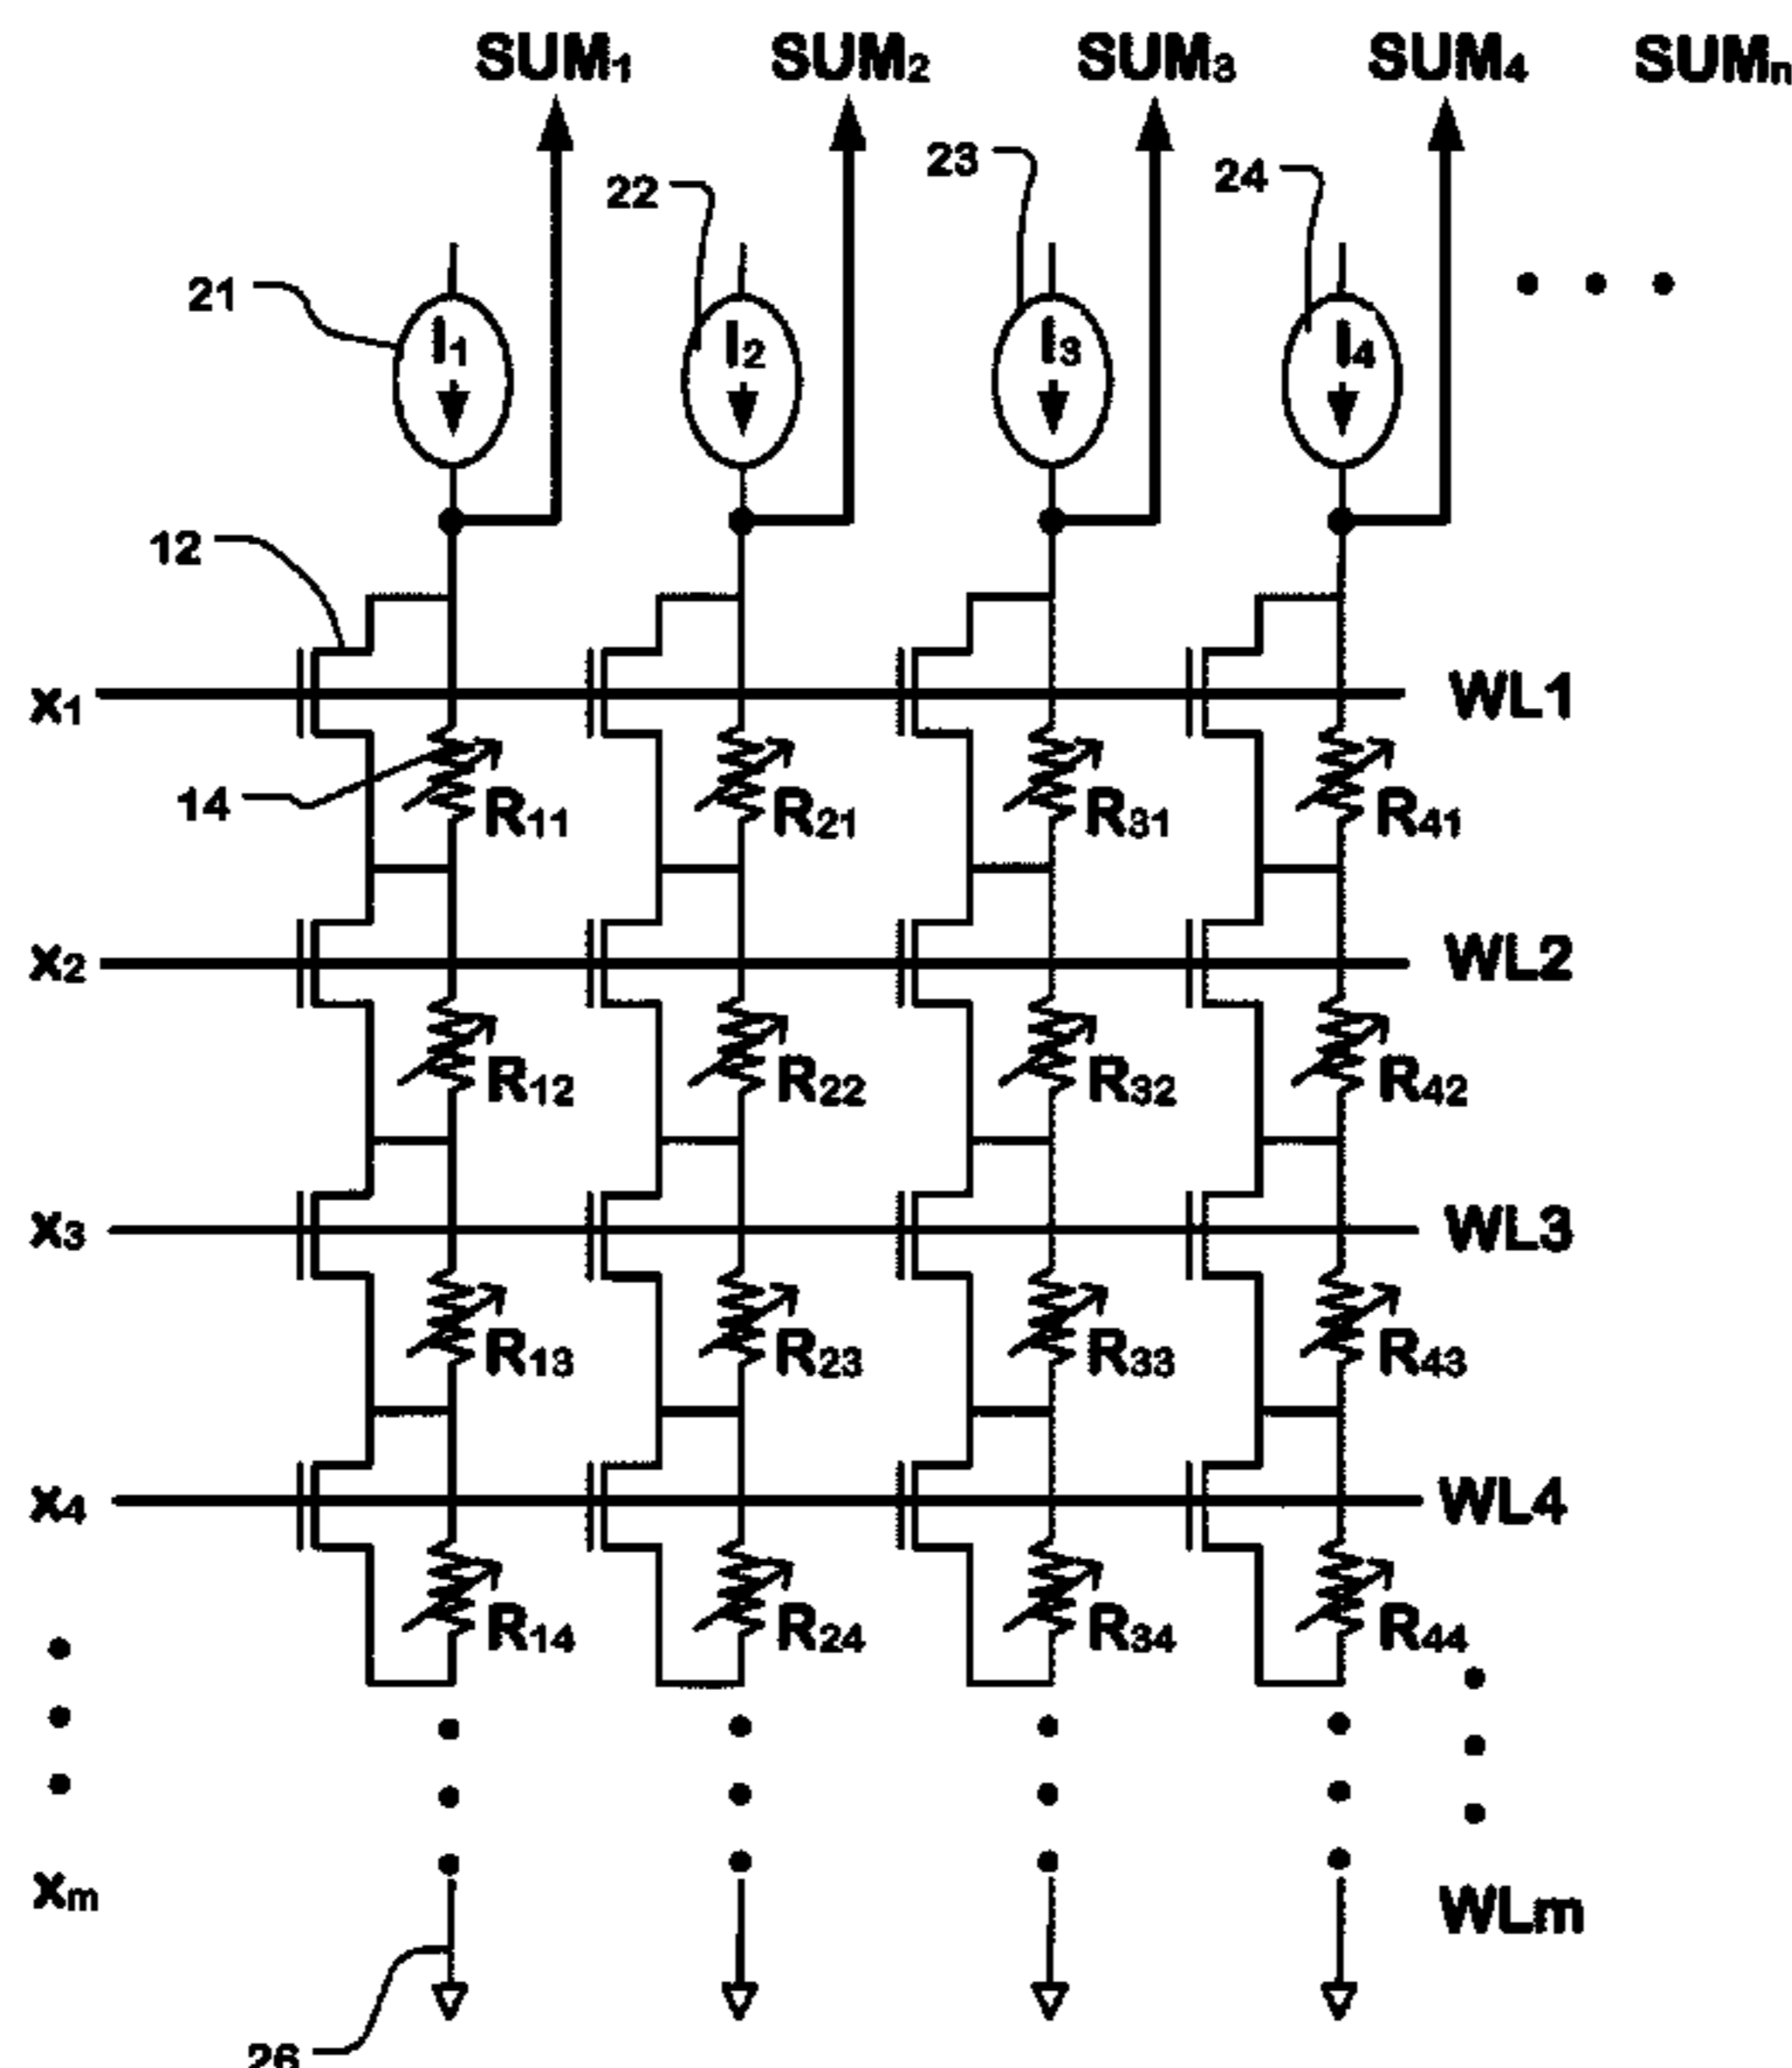 SUM₁ SUM₂ SUM₃ SUM₄ SUMₙ
23
24
22
21
I₁ I₂ I₃ I₄
12
x₁ WL1
14 R₁₁ R₂₁ R₃₁ R₄₁
x₂ WL2
R₁₂ R₂₂ R₃₂ R₄₂
x₃ WL3
R₁₃ R₂₃ R₃₃ R₄₃
x₄ WL4
R₁₄ R₂₄ R₃₄ R₄₄
xₘ WLm
26